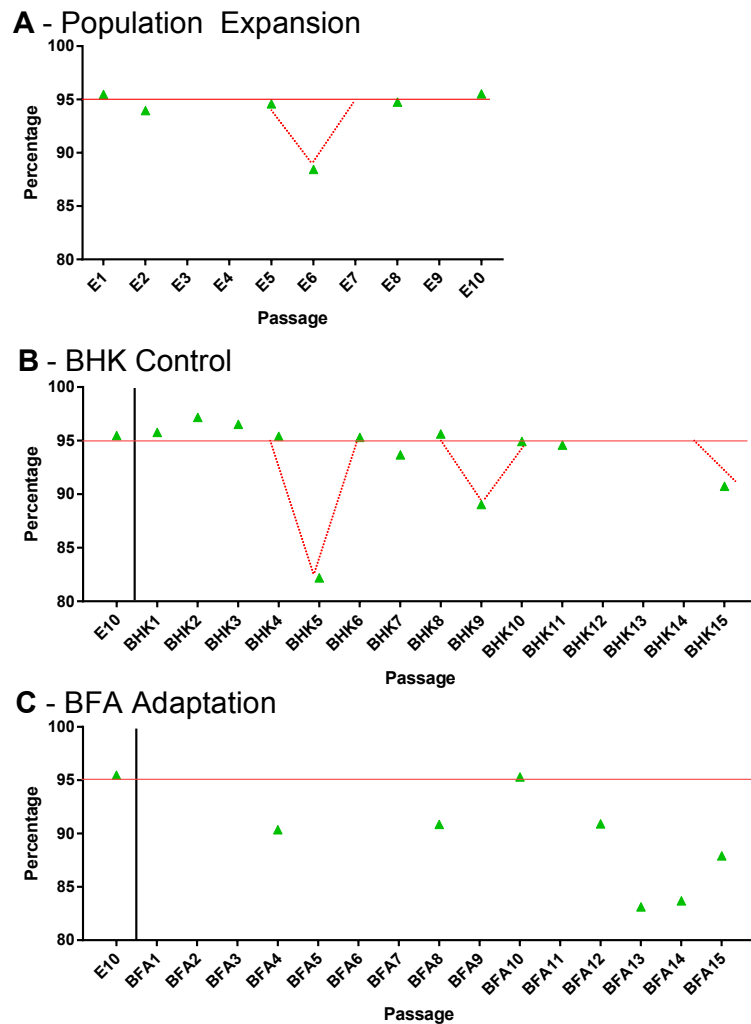 A - Population Expansion
100
95
90
85
80
Percentage
E1 E2 E3 E4 E5 E6 E7 E8 E9 E10
Passage
B - BHK Control
100
95
90
85
80
Percentage
E10 BHK1 BHK2 BHK3 BHK4 BHK5 BHK6 BHK7 BHK8 BHK9 BHK10 BHK11 BHK12 BHK13 BHK14 BHK15
Passage
C - BFA Adaptation
100
95
90
85
80
Percentage
E10 BFA1 BFA2 BFA3 BFA4 BFA5 BFA6 BFA7 BFA8 BFA9 BFA10 BFA11 BFA12 BFA13 BFA14 BFA15
Passage